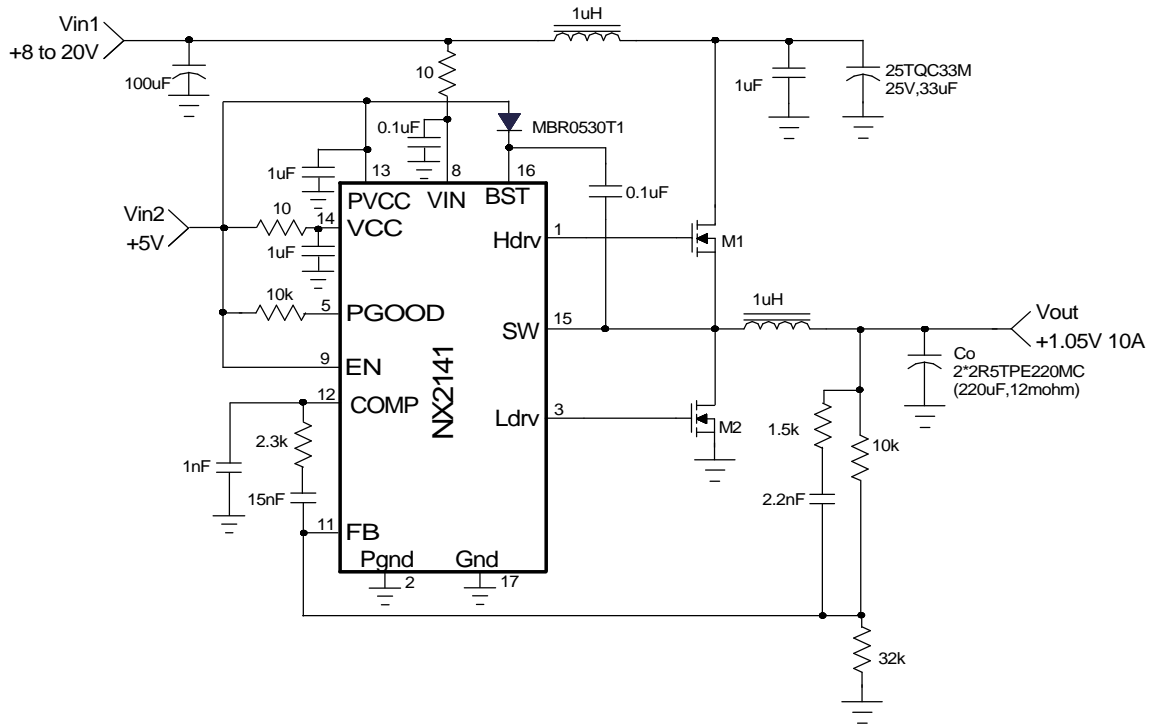 Vin1
+8 to 20V
100uF
10
1uH
1uF
25TQC33M
25V,33uF
0.1uF
MBR0530T1
1uF
13
8
16
0.1uF
PVCC
VIN
BST
Vin2
+5V
10
14
VCC
1uF
Hdrv
1
M1
10k
5
PGOOD
SW
15
1uH
Vout
+1.05V 10A
9
EN
Co
2*2R5TPE220MC
(220uF,12mohm)
12
COMP
NX2141
Ldrv
3
M2
2.3k
1nF
15nF
1.5k
10k
2.2nF
11
FB
Pgnd
2
Gnd
17
32k